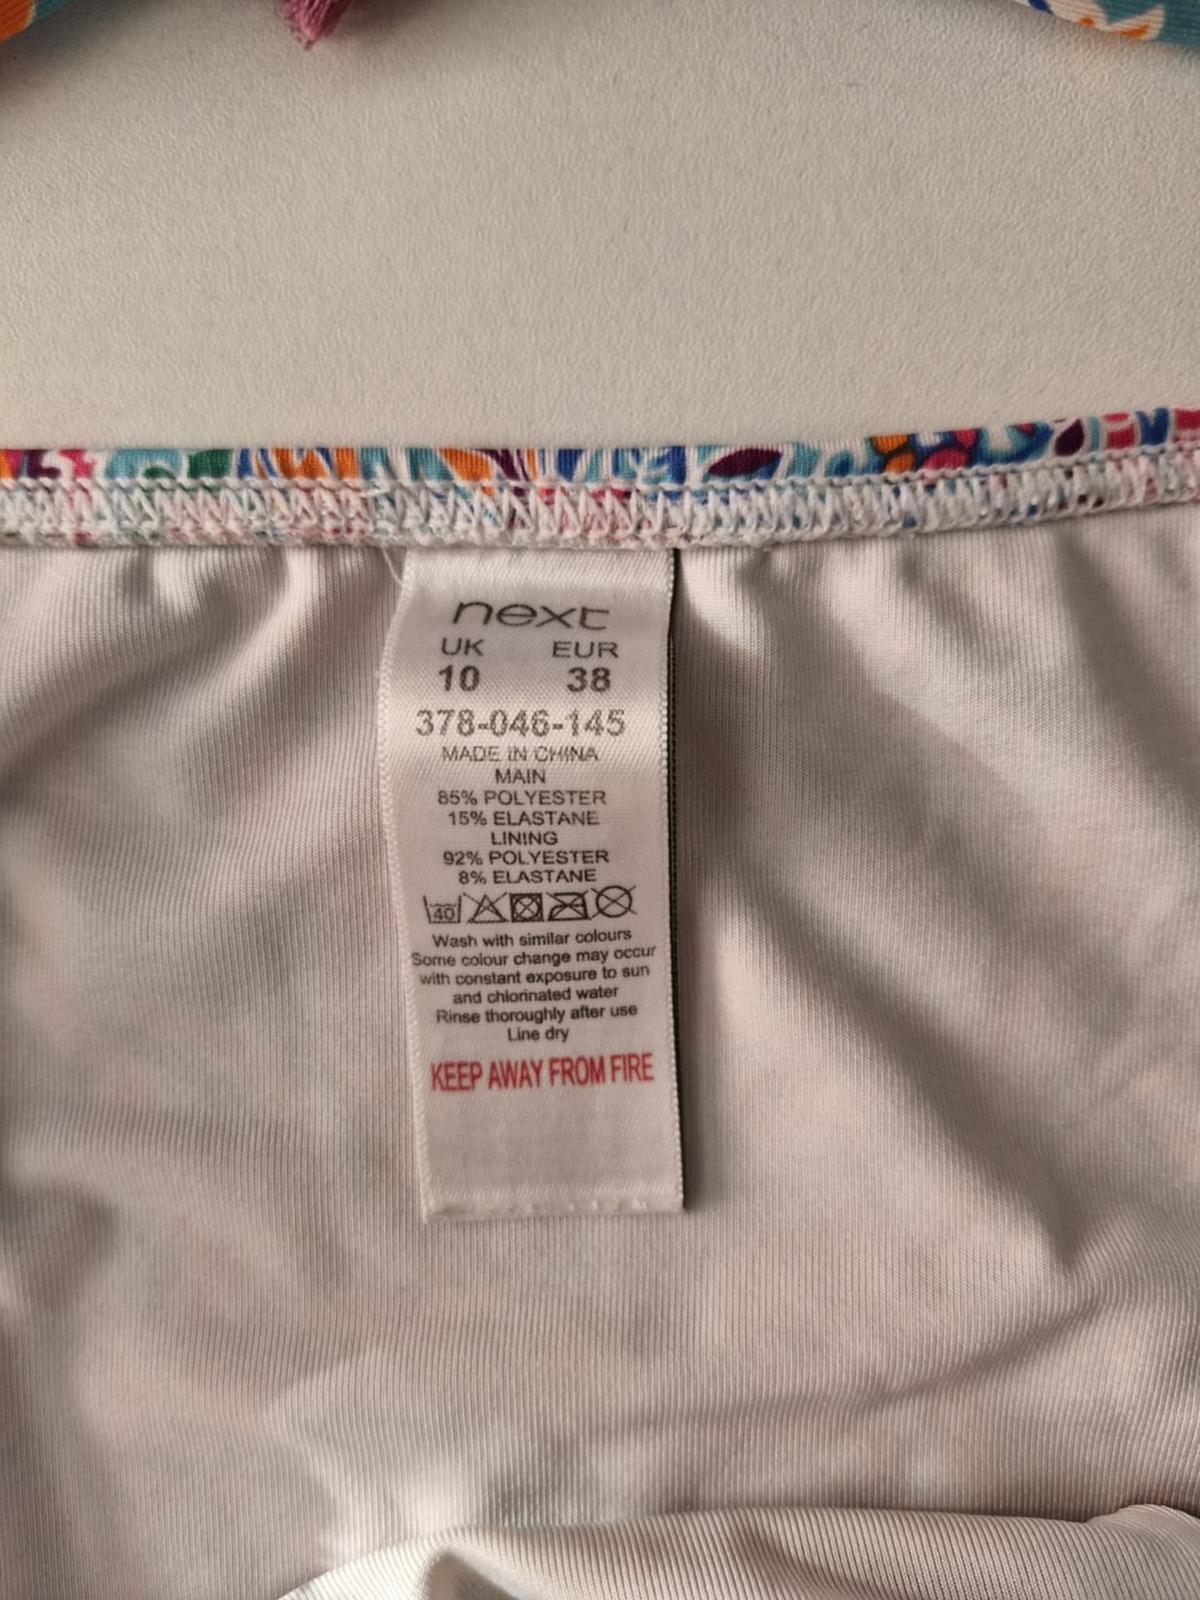 next
UK EUR
10 38
378-046-145
MADE IN CHINA
MAIN
85% POLYESTER
15% ELASTANE
LINING
92% POLYESTER
8% ELASTANE
40
Wash with similar colours
Some colour change may occur
with constant exposure to sun
and chlorinated water
Rinse thoroughly after use
Line dry
KEEP AWAY FROM FIRE